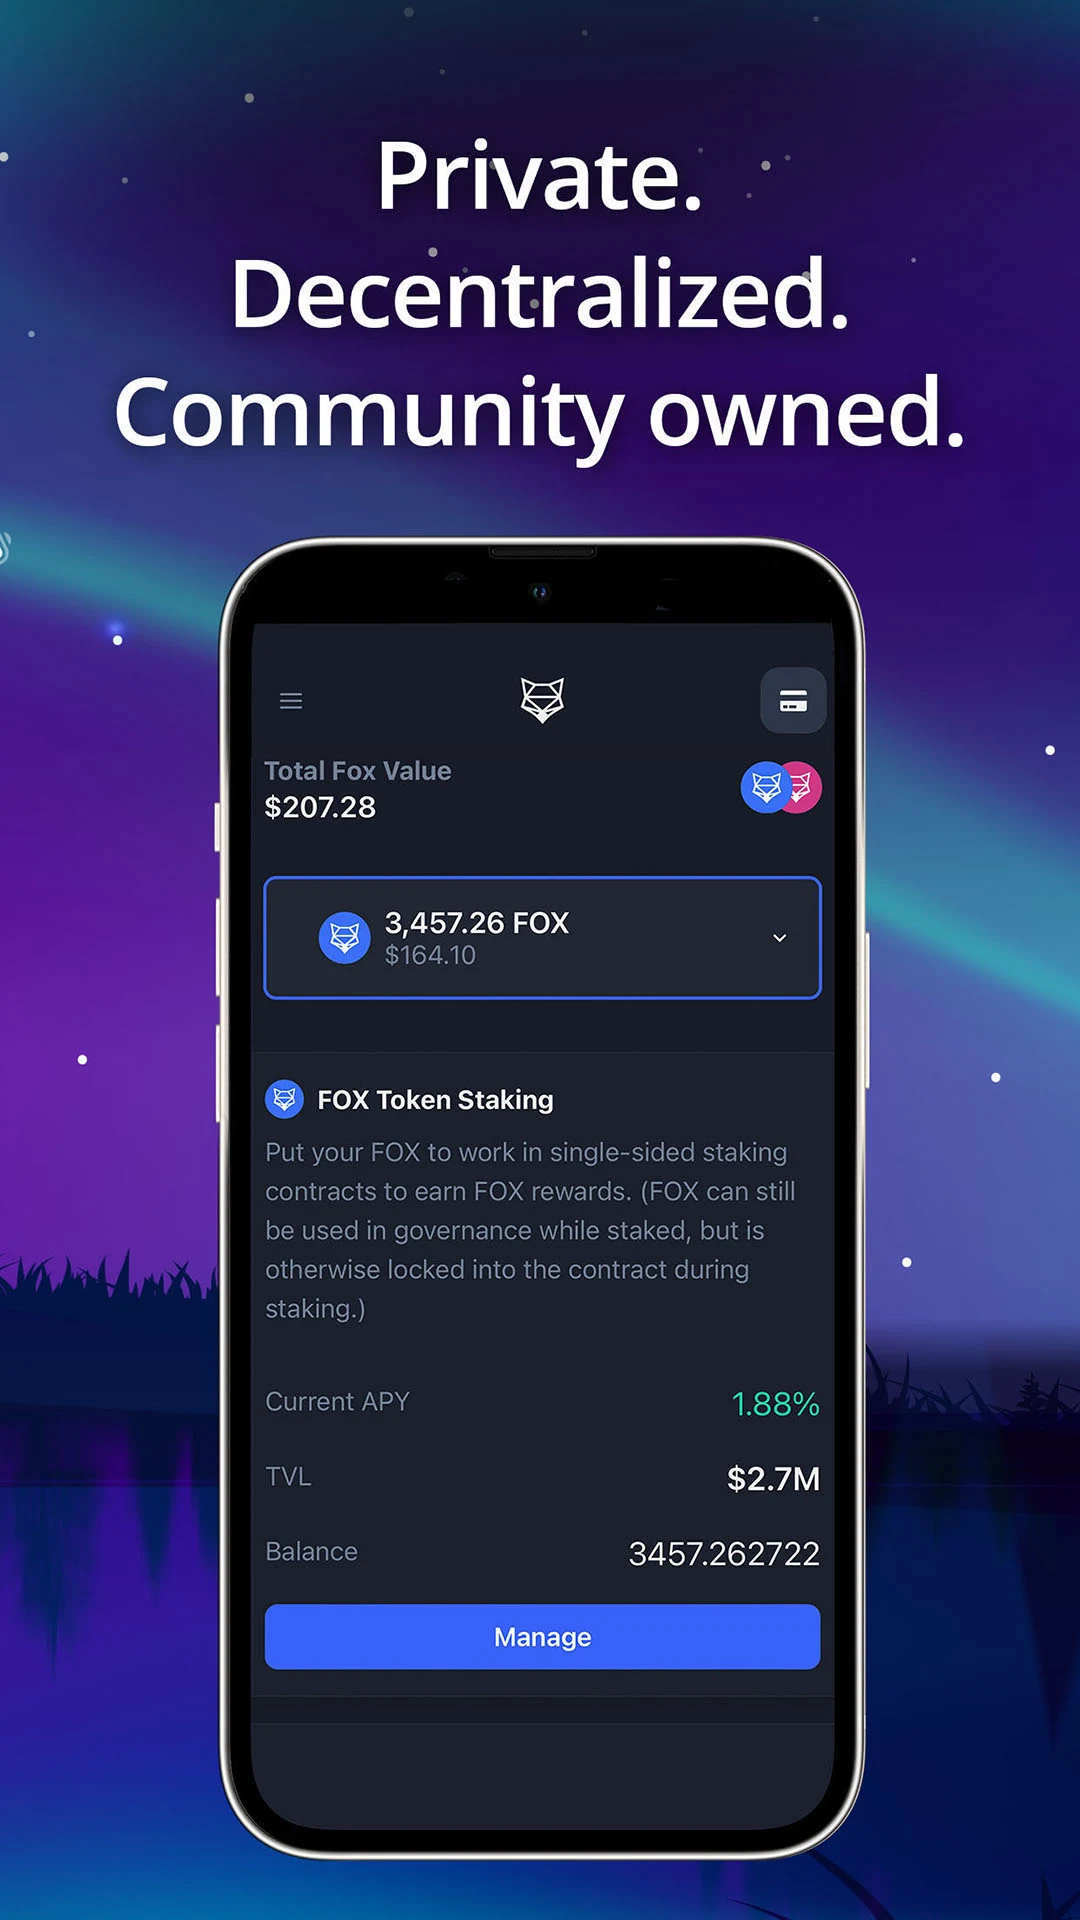 Private.
Decentralized.
Community owned.
Total Fox Value
$207.28
3,457.26 FOX
$164.10
FOX Token Staking
Put your FOX to work in single-sided staking
contracts to earn FOX rewards. (FOX can still
be used in governance while staked, but is
otherwise locked into the contract during
staking.)
Current APY
1.88%
TVL
$2.7M
Balance
3457.262722
Manage